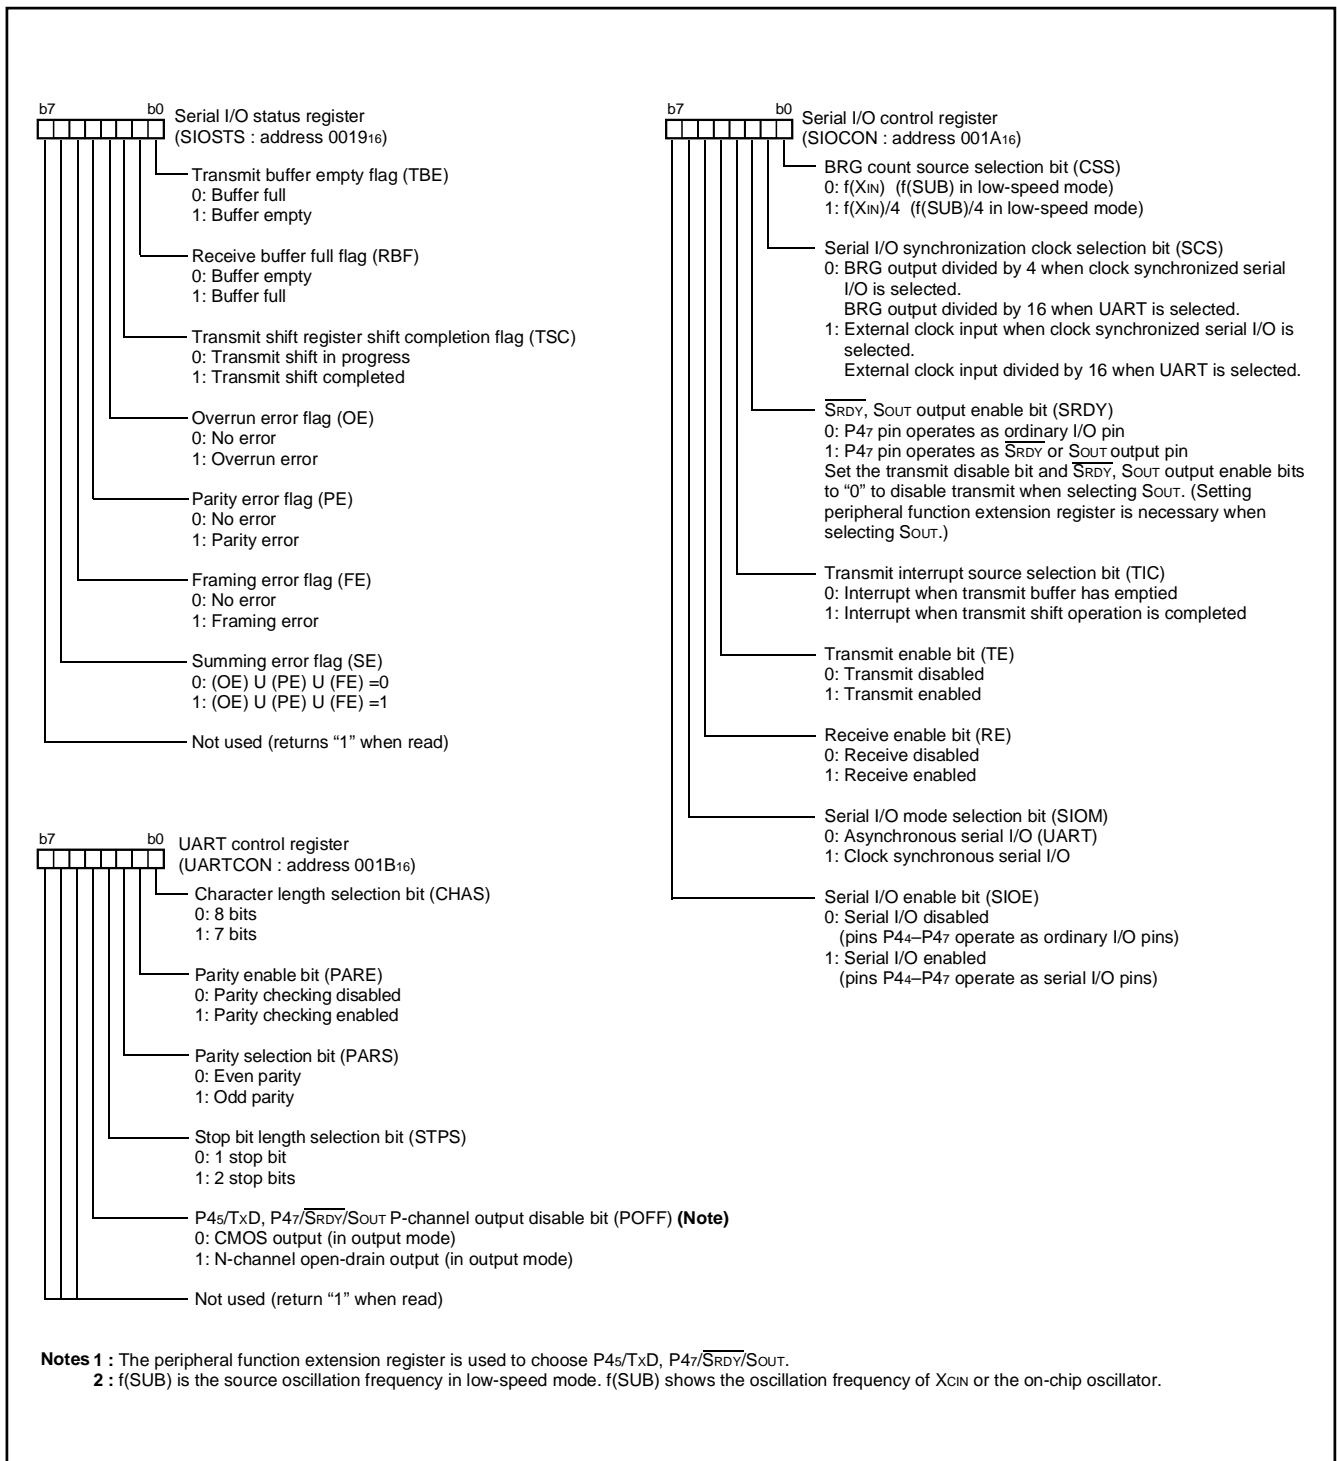 b7 b0 Serial I/O status register
(SIOSTS : address 0019₁₆)
Transmit buffer empty flag (TBE)
0: Buffer full
1: Buffer empty
Receive buffer full flag (RBF)
0: Buffer empty
1: Buffer full
Transmit shift register shift completion flag (TSC)
0: Transmit shift in progress
1: Transmit shift completed
Overrun error flag (OE)
0: No error
1: Overrun error
Parity error flag (PE)
0: No error
1: Parity error
Framing error flag (FE)
0: No error
1: Framing error
Summing error flag (SE)
0: (OE) U (PE) U (FE) =0
1: (OE) U (PE) U (FE) =1
Not used (returns “1” when read)
b7 b0 UART control register
(UARTCON : address 001B₁₆)
Character length selection bit (CHAS)
0: 8 bits
1: 7 bits
Parity enable bit (PARE)
0: Parity checking disabled
1: Parity checking enabled
Parity selection bit (PARS)
0: Even parity
1: Odd parity
Stop bit length selection bit (STPS)
0: 1 stop bit
1: 2 stop bits
P4₅/TxD, P4₇/S̅R̅D̅Y̅/SOUT P-channel output disable bit (POFF) (Note)
0: CMOS output (in output mode)
1: N-channel open-drain output (in output mode)
Not used (return “1” when read)
b7 b0 Serial I/O control register
(SIOCON : address 001A₁₆)
BRG count source selection bit (CSS)
0: f(XIN) (f(SUB) in low-speed mode)
1: f(XIN)/4 (f(SUB)/4 in low-speed mode)
Serial I/O synchronization clock selection bit (SCS)
0: BRG output divided by 4 when clock synchronized serial
I/O is selected.
BRG output divided by 16 when UART is selected.
1: External clock input when clock synchronized serial I/O is
selected.
External clock input divided by 16 when UART is selected.
S̅R̅D̅Y̅, SOUT output enable bit (SRDY)
0: P4₇ pin operates as ordinary I/O pin
1: P4₇ pin operates as S̅R̅D̅Y̅ or SOUT output pin
Set the transmit disable bit and S̅R̅D̅Y̅, SOUT output enable bits
to “0” to disable transmit when selecting SOUT. (Setting
peripheral function extension register is necessary when
selecting SOUT.)
Transmit interrupt source selection bit (TIC)
0: Interrupt when transmit buffer has emptied
1: Interrupt when transmit shift operation is completed
Transmit enable bit (TE)
0: Transmit disabled
1: Transmit enabled
Receive enable bit (RE)
0: Receive disabled
1: Receive enabled
Serial I/O mode selection bit (SIOM)
0: Asynchronous serial I/O (UART)
1: Clock synchronous serial I/O
Serial I/O enable bit (SIOE)
0: Serial I/O disabled
(pins P4₄–P4₇ operate as ordinary I/O pins)
1: Serial I/O enabled
(pins P4₄–P4₇ operate as serial I/O pins)
Notes 1 : The peripheral function extension register is used to choose P4₅/TxD, P4₇/S̅R̅D̅Y̅/SOUT.
2 : f(SUB) is the source oscillation frequency in low-speed mode. f(SUB) shows the oscillation frequency of XCIN or the on-chip oscillator.